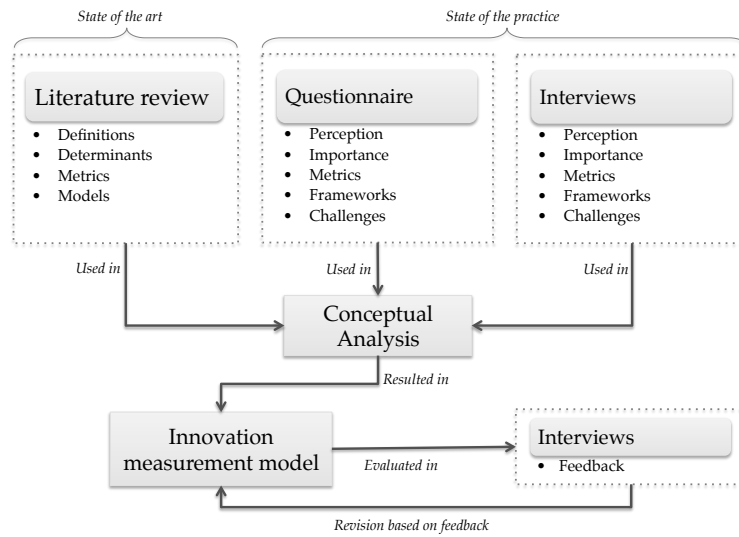 State of the art
State of the practice
Literature review
• Definitions
• Determinants
• Metrics
• Models
Questionnaire
• Perception
• Importance
• Metrics
• Frameworks
• Challenges
Interviews
• Perception
• Importance
• Metrics
• Frameworks
• Challenges
Used in
Used in
Used in
Conceptual
Analysis
Resulted in
Innovation
measurement model
Evaluated in
Interviews
• Feedback
Revision based on feedback